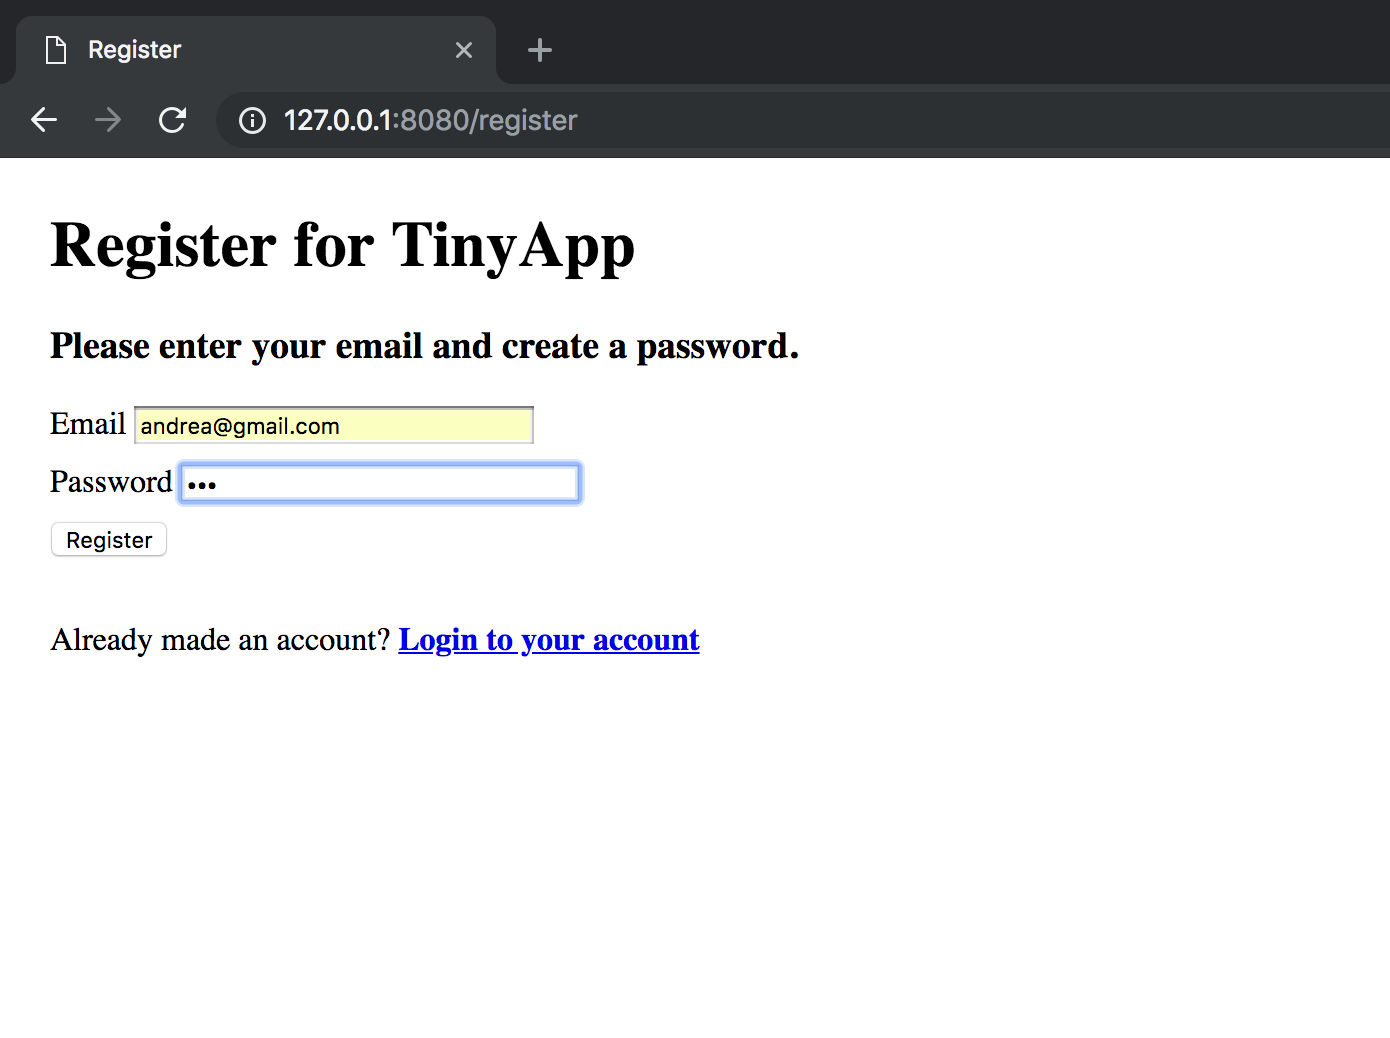 Register
127.0.0.1:8080/register
Register for TinyApp
Please enter your email and create a password.
Email andrea@gmail.com
Password •••
Register
Already made an account? Login to your account